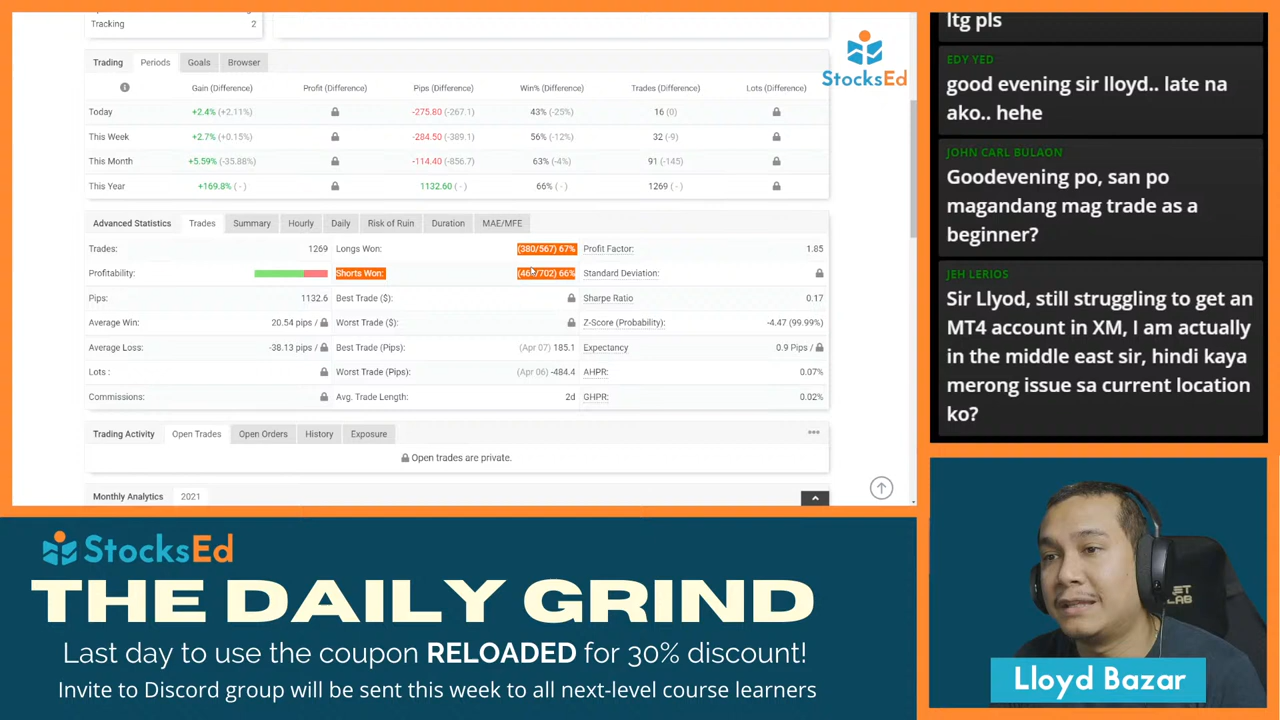 Tracking 2
StocksEd
Trading Periods Goals Browser
Gain (Difference) Profit (Difference) Pips (Difference) Win% (Difference) Trades (Difference) Lots (Difference)
Today +2.4% (+2.11%) -275.80 (-267.1) 43% (-25%) 16 (0)
This Week +2.7% (+0.15%) -284.50 (-389.1) 56% (-12%) 32 (-9)
This Month +5.59% (-35.88%) -114.40 (-856.7) 63% (-4%) 91 (-145)
This Year +169.8% ( - ) 1132.60 ( - ) 66% ( - ) 1269 ( - )
Advanced Statistics Trades Summary Hourly Daily Risk of Ruin Duration MAE/MFE
Trades: 1269 Longs Won: (380/567) 67% Profit Factor: 1.85
Profitability: Shorts Won: /702) 66% Standard Deviation:
Pips: 1132.6 Best Trade ($): Sharpe Ratio 0.17
Average Win: 20.54 pips / Worst Trade ($): Z-Score (Probability): -4.47 (99.99%)
Average Loss: -38.13 pips / Best Trade (Pips): (Apr 07) 185.1 Expectancy 0.9 Pips /
Lots : Worst Trade (Pips): (Apr 06) -484.4 AHPR: 0.07%
Commissions: Avg. Trade Length: 2d GHPR: 0.02%
Trading Activity Open Trades Open Orders History Exposure
Open trades are private.
Monthly Analytics 2021
ltg pls
EDY YED
good evening sir lloyd.. late na
ako.. hehe
JOHN CARL BULAON
Goodevening po, san po
magandang mag trade as a
beginner?
JEH LERIOS
Sir Llyod, still struggling to get an
MT4 account in XM, I am actually
in the middle east sir, hindi kaya
merong issue sa current location
ko?
StocksEd
THE DAILY GRIND
Last day to use the coupon RELOADED for 30% discount!
Invite to Discord group will be sent this week to all next-level course learners
ET
LAB
Lloyd Bazar